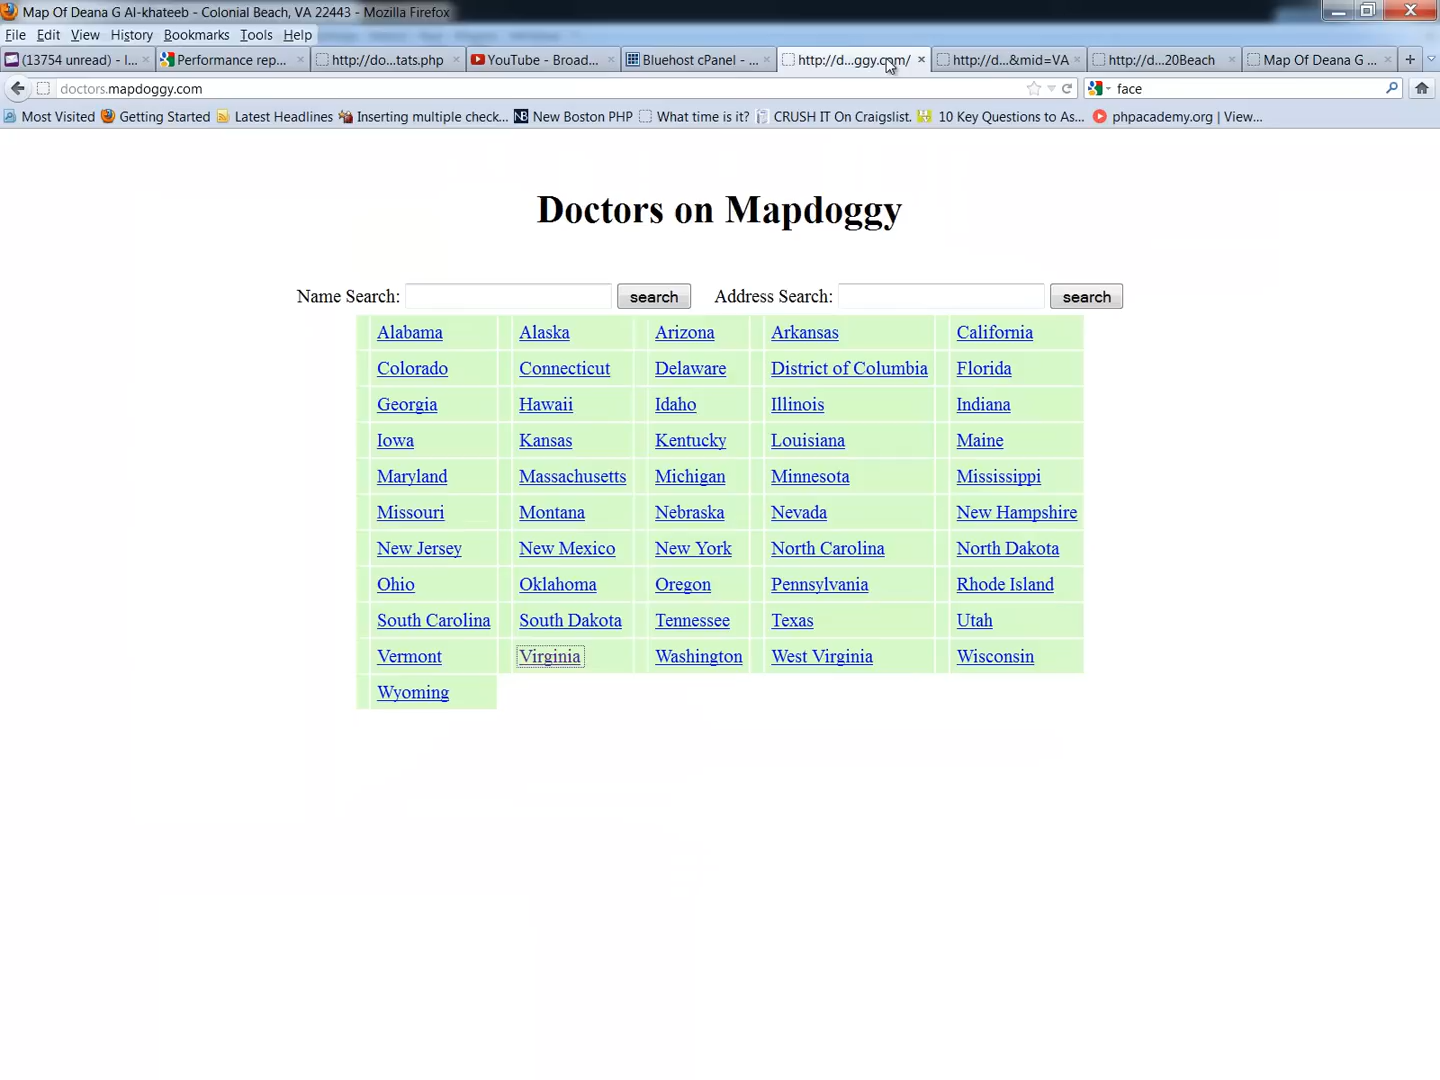 Map Of Deana G Al-khateeb - Colonial Beach, VA 22443 - Mozilla Firefox
File Edit View History Bookmarks Tools Help
(13754 unread) - I... Performance rep... http://do...tats.php YouTube - Broad... Bluehost cPanel - ... http://d...ggy.com/ http://d...&mid=VA http://d...20Beach Map Of Deana G ...
doctors.mapdoggy.com face
Most Visited Getting Started Latest Headlines Inserting multiple check... New Boston PHP What time is it? CRUSH IT On Craigslist. 10 Key Questions to As... phpacademy.org | View...
Doctors on Mapdoggy
Name Search: search Address Search: search
Alabama Alaska Arizona Arkansas California
Colorado Connecticut Delaware District of Columbia Florida
Georgia Hawaii Idaho Illinois Indiana
Iowa Kansas Kentucky Louisiana Maine
Maryland Massachusetts Michigan Minnesota Mississippi
Missouri Montana Nebraska Nevada New Hampshire
New Jersey New Mexico New York North Carolina North Dakota
Ohio Oklahoma Oregon Pennsylvania Rhode Island
South Carolina South Dakota Tennessee Texas Utah
Vermont Virginia Washington West Virginia Wisconsin
Wyoming